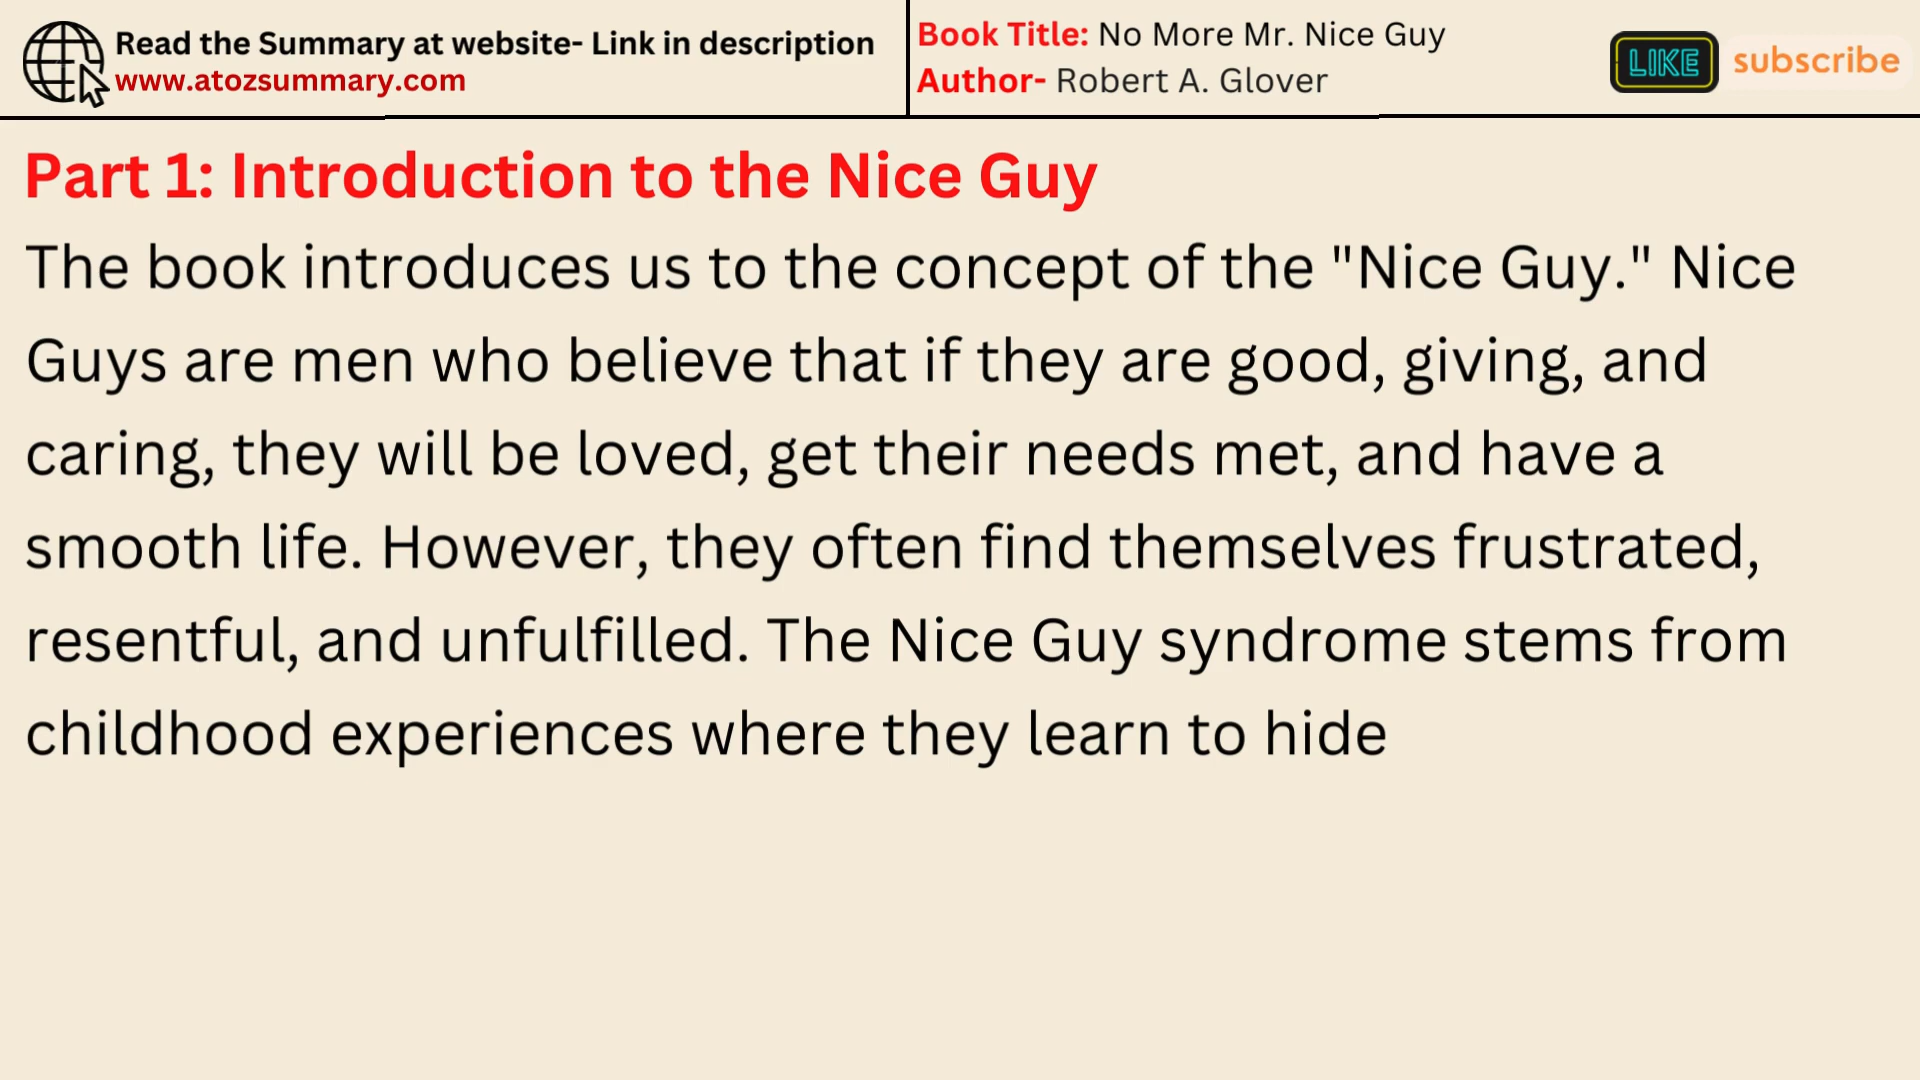 Read the Summary at website- Link in description
www.atozsummary.com
Book Title: No More Mr. Nice Guy
Author- Robert A. Glover
LIKE
subscribe
Part 1: Introduction to the Nice Guy
The book introduces us to the concept of the "Nice Guy." Nice
Guys are men who believe that if they are good, giving, and
caring, they will be loved, get their needs met, and have a
smooth life. However, they often find themselves frustrated,
resentful, and unfulfilled. The Nice Guy syndrome stems from
childhood experiences where they learn to hide